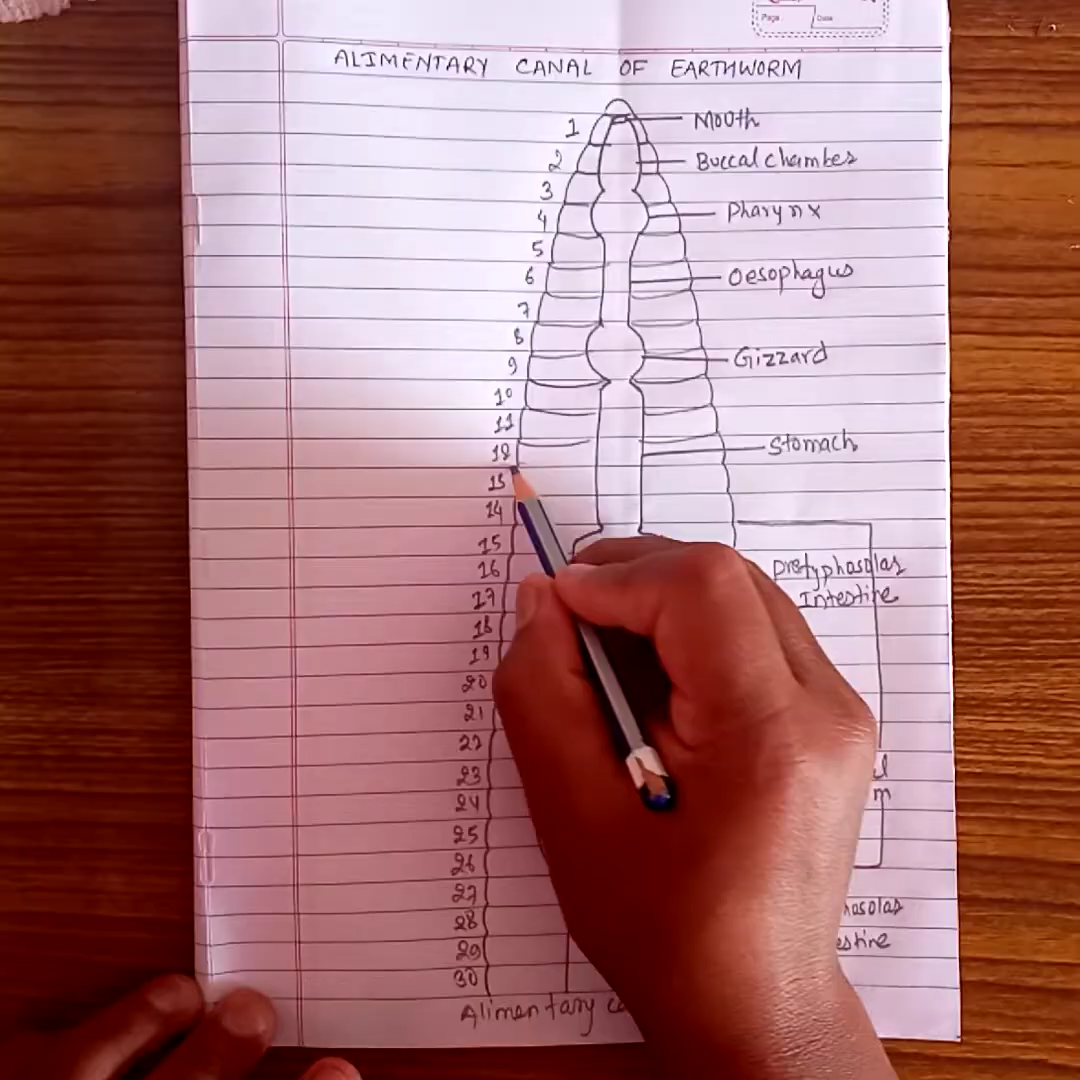 Page
Date
ALIMENTARY CANAL OF EARTHWORM
1 Mouth
2 Buccal chamber
3
4 Pharynx
5
6 Oesophagus
7
8
9 Gizzard
10
11
12 Stomach
13
14
15
16 Pretyphosolar
17 Intestine
18
19
20
21
22
23
24
25
26
27
28
29
30
Alimentary